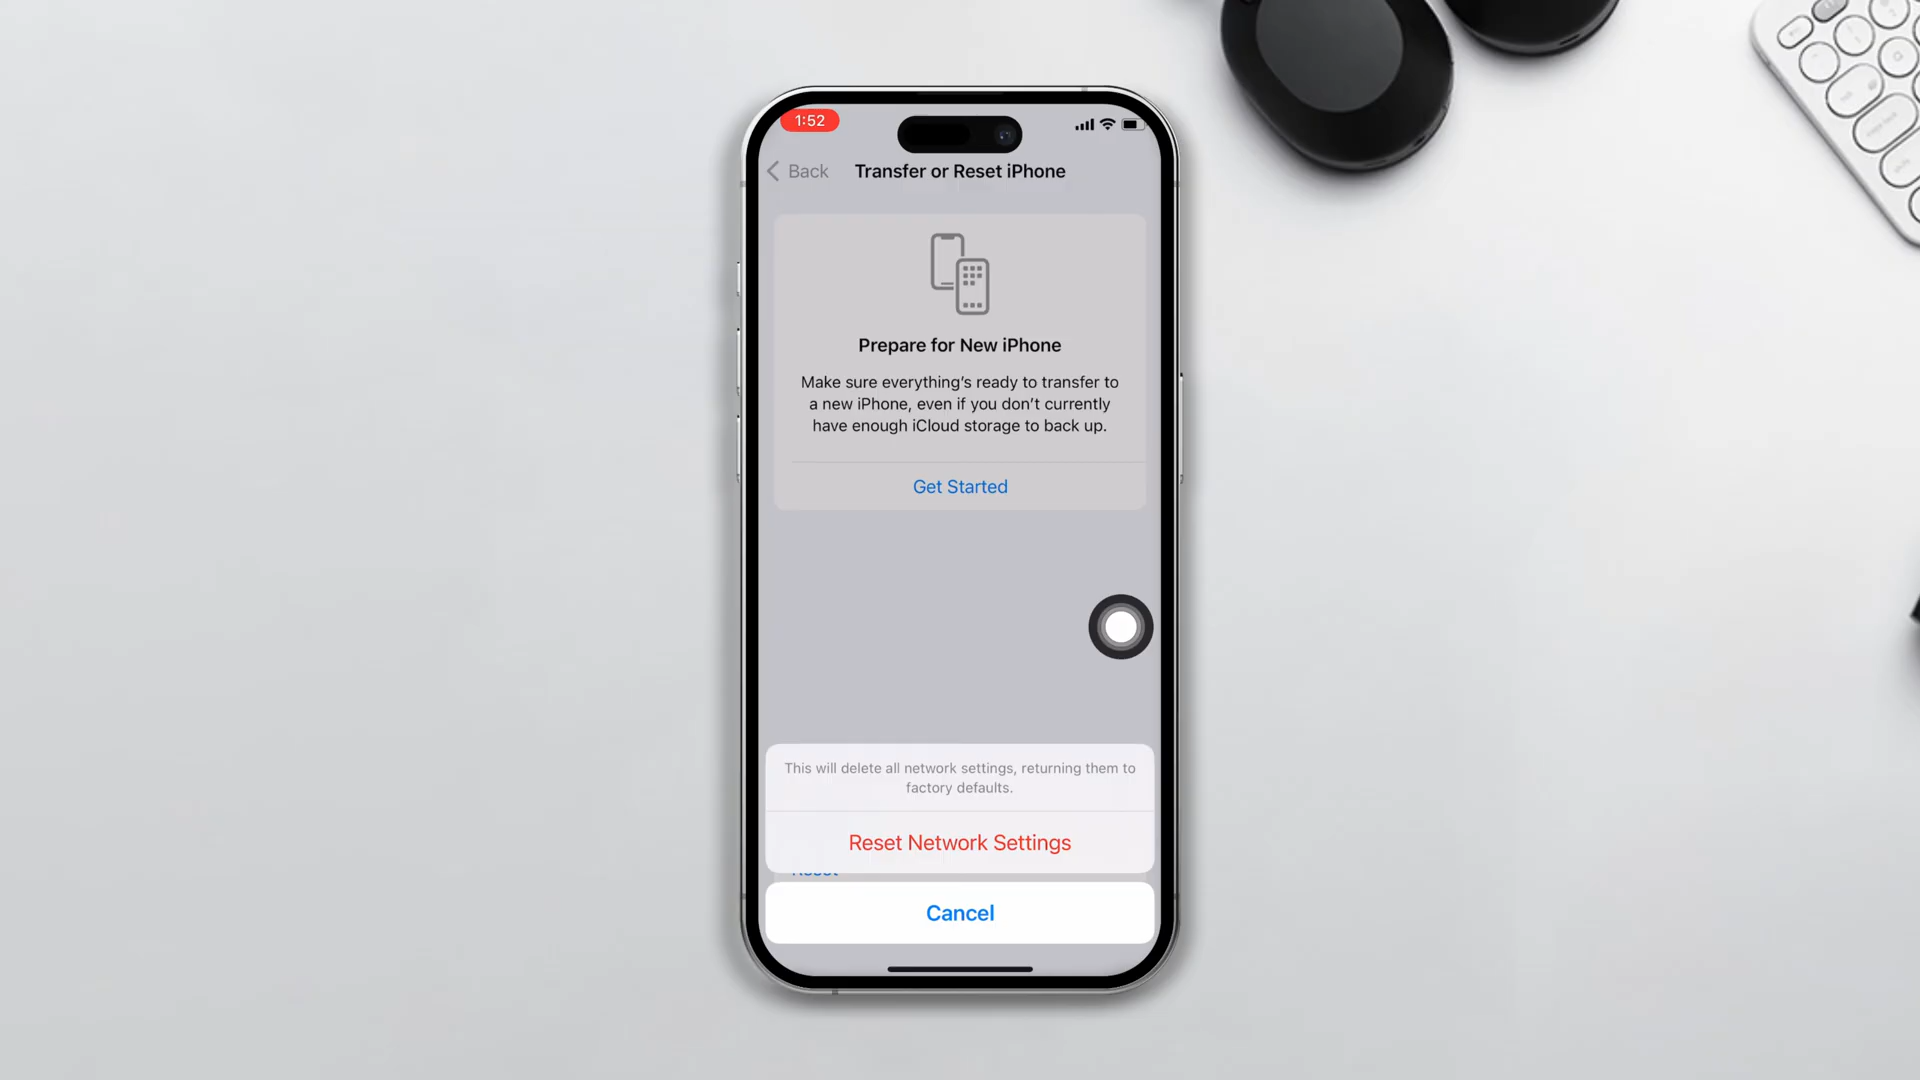 1:52
Back
Transfer or Reset iPhone
Prepare for New iPhone
Make sure everything's ready to transfer to
a new iPhone, even if you don't currently
have enough iCloud storage to back up.
Get Started
This will delete all network settings, returning them to
factory defaults.
Reset Network Settings
Reset
Cancel